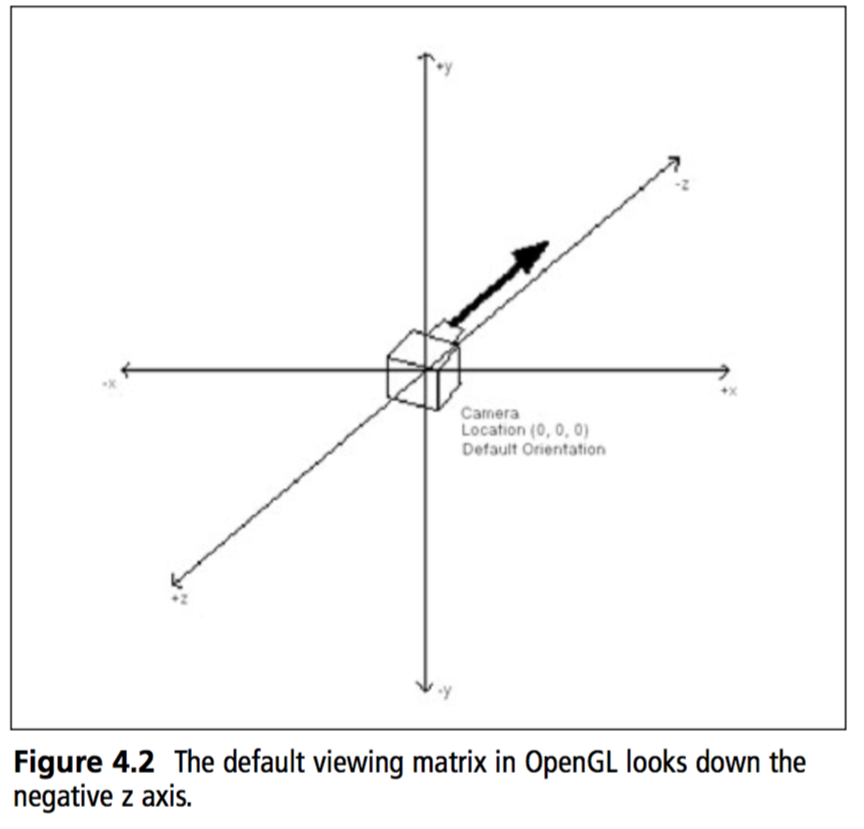 +y
-z
-x
+x
Camera
Location (0, 0, 0)
Default Orientation
+z
-y
Figure 4.2 The default viewing matrix in OpenGL looks down the
negative z axis.